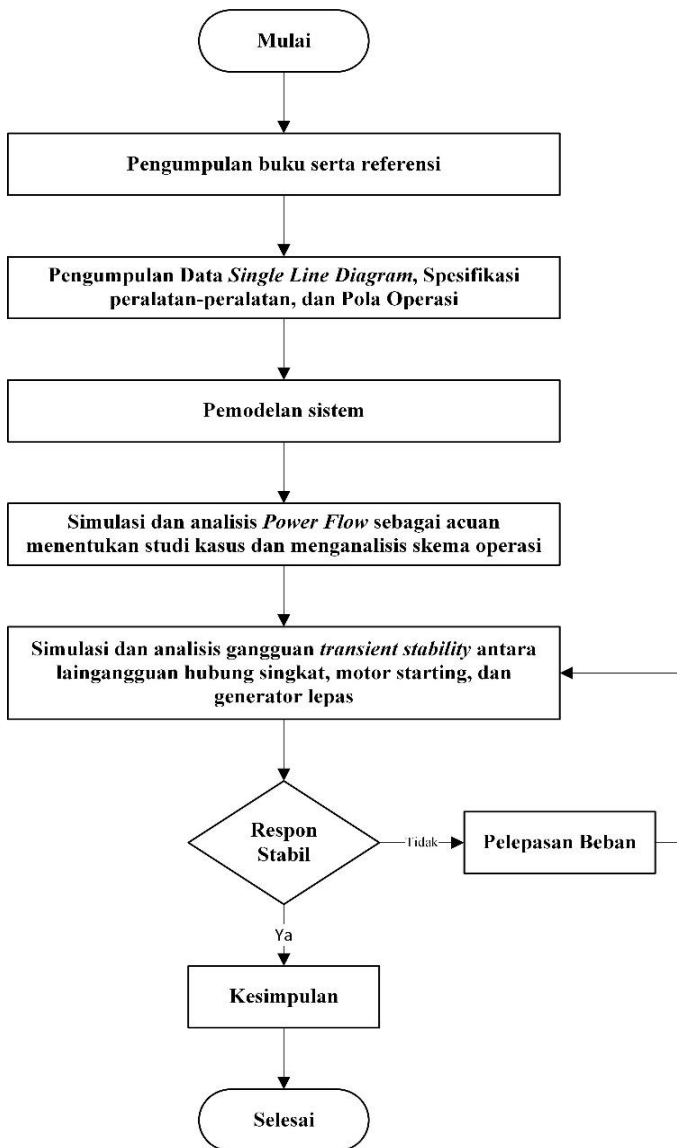 Mulai
Pengumpulan buku serta referensi
Pengumpulan Data Single Line Diagram, Spesifikasi
peralatan-peralatan, dan Pola Operasi
Pemodelan sistem
Simulasi dan analisis Power Flow sebagai acuan
menentukan studi kasus dan menganalisis skema operasi
Simulasi dan analisis gangguan transient stability antara
laingangguan hubung singkat, motor starting, dan
generator lepas
Respon
Stabil
Tidak
Pelepasan Beban
Ya
Kesimpulan
Selesai